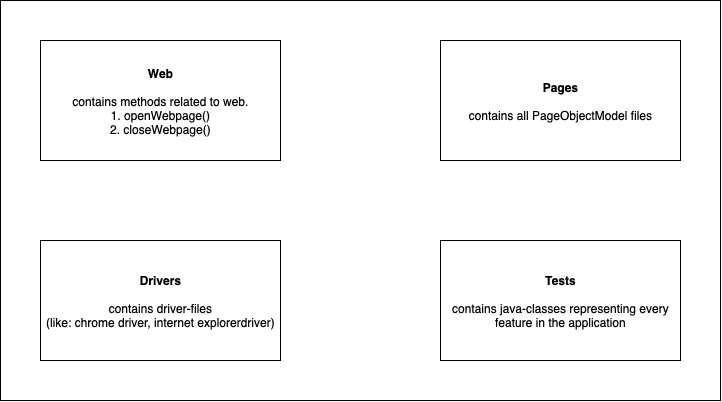 Web
contains methods related to web.
1. openWebpage()
2. closeWebpage()
Pages
contains all PageObjectModel files
Drivers
contains driver-files
(like: chrome driver, internet explorerdriver)
Tests
contains java-classes representing every
feature in the application